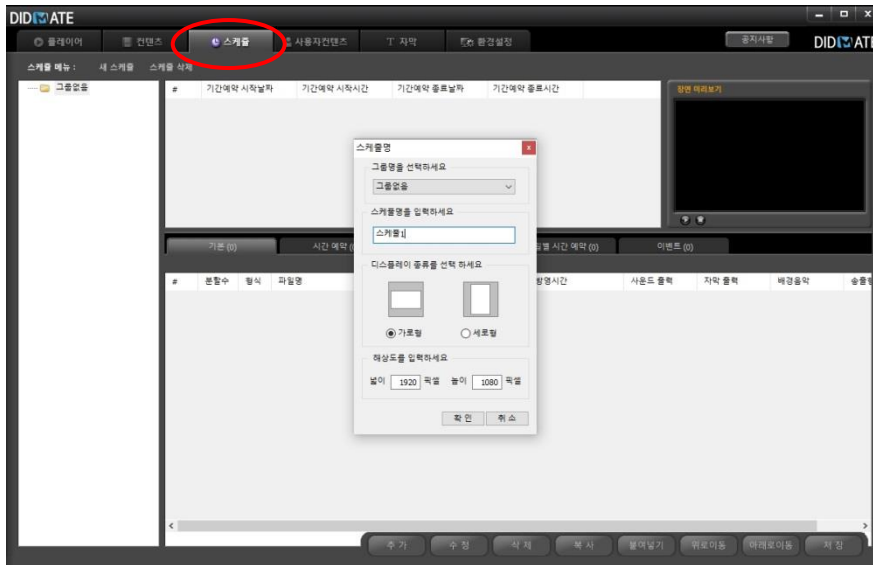 DIDMATE
플레이어 컨텐츠 스케줄 사용자컨텐츠 T 자막 환경설정 공지사항 DIDMATE
스케줄 메뉴 : 새 스케줄 스케줄 삭제
그룹없음
# 기간예약 시작날짜 기간예약 시작시간 기간예약 종료날짜 기간예약 종료시간
장면 미리보기
스케줄명
그룹명을 선택하세요
그룹없음
스케줄명을 입력하세요
스케줄1
기본 (0) 시간 예약 요일별 시간 예약 (0) 이벤트 (0)
디스플레이 종류를 선택 하세요
# 분할수 형식 파일명 방영시간 사운드 출력 자막 출력 배경음악 송출
가로형 세로형
해상도를 입력하세요
넓이 1920 픽셀 높이 1080 픽셀
확 인 취 소
추 가 수 정 삭 제 복 사 붙여넣기 위로이동 아래로이동 저 장